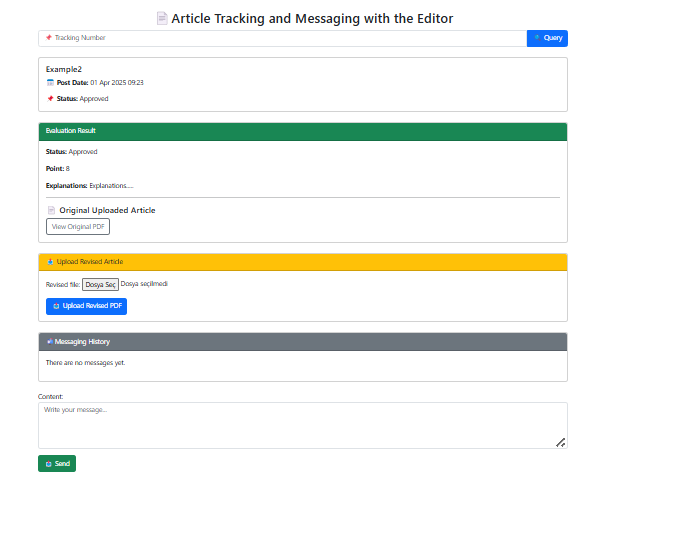 Article Tracking and Messaging with the Editor
Tracking Number
Query
Example2
Post Date: 01 Apr 2025 09:23
Status: Approved
Evaluation Result
Status: Approved
Point: 8
Explanations: Explanations....
Original Uploaded Article
View Original PDF
Upload Revised Article
Revised file: Dosya Seç Dosya seçilmedi
Upload Revised PDF
Messaging History
There are no messages yet.
Content:
Write your message...
Send